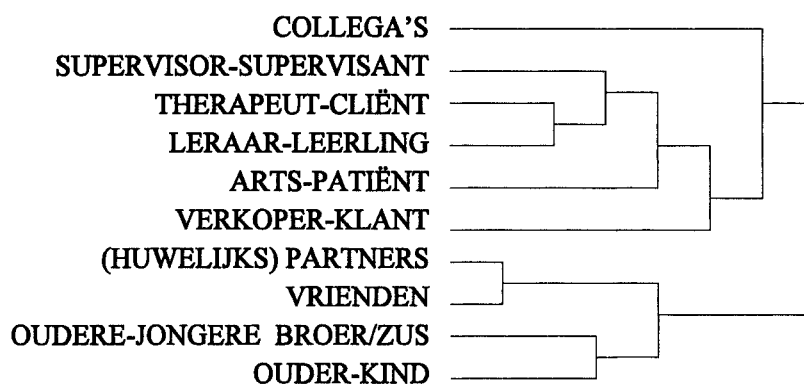 COLLEGA'S
SUPERVISOR-SUPERVISANT
THERAPEUT-CLIËNT
LERAAR-LEERLING
ARTS-PATIËNT
VERKOPER-KLANT
(HUWELIJKS) PARTNERS
VRIENDEN
OUDERE-JONGERE BROER/ZUS
OUDER-KIND